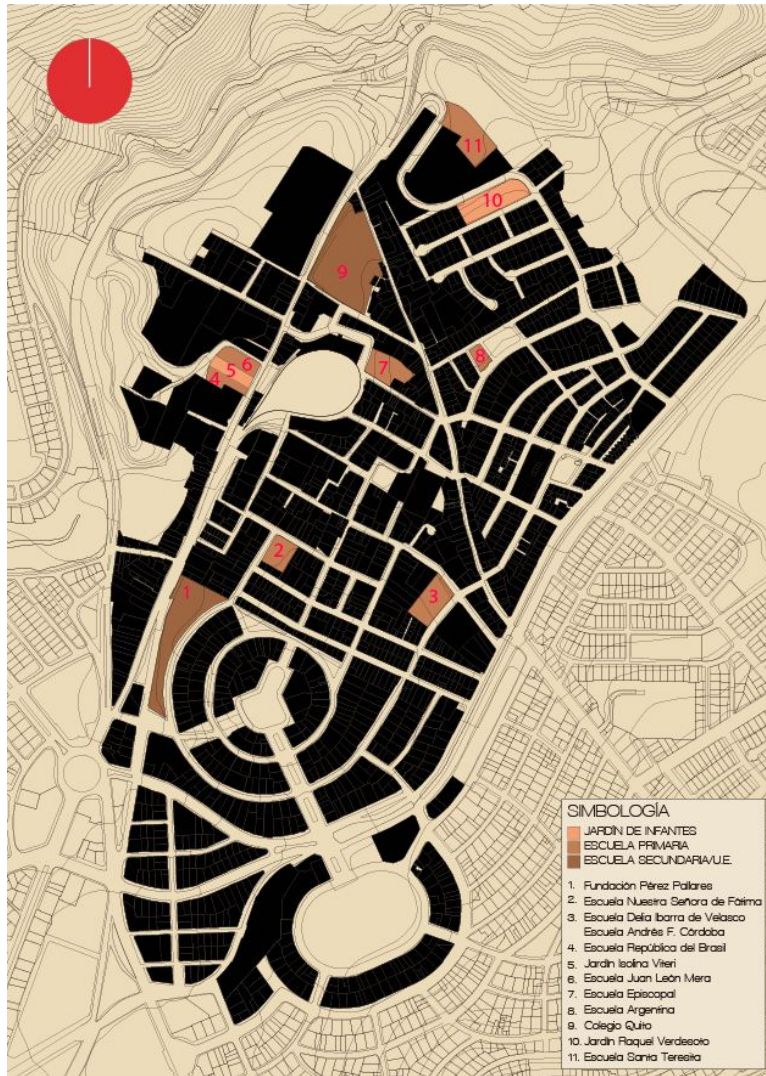 11
10
9
8
7
6
5
4
2
3
1
SIMBOLOGÍA
JARDÍN DE INFANTES
ESCUELA PRIMARIA
ESCUELA SECUNDARIA/U.E.
1. Fundación Pérez Pallares
2. Escuela Nuestra Señora de Fátima
3. Escuela Delia Ibarra de Velasco
Escuela Andrés F. Córdoba
4. Escuela República del Brasil
5. Jardín Isolina Viteri
6. Escuela Juan León Mera
7. Escuela Episcopal
8. Escuela Argentina
9. Colegio Quito
10. Jardín Raquel Verdesoto
11. Escuela Santa Teresita